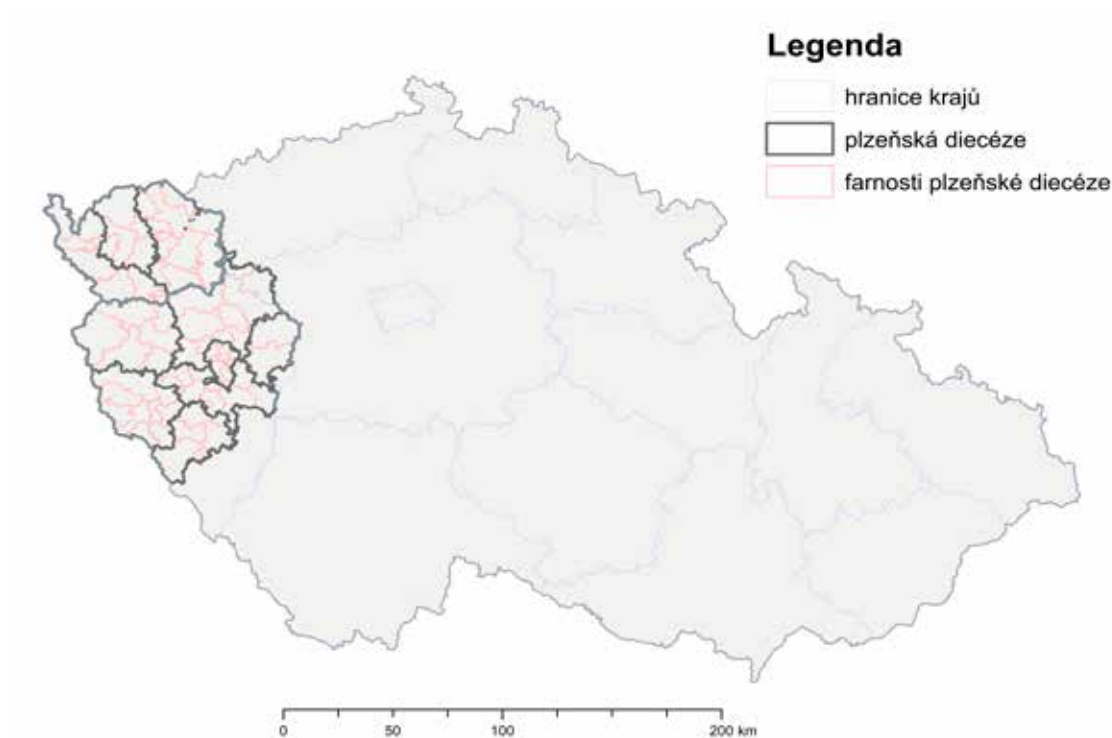 Legenda
hranice krajů
plzeňská diecéze
farnosti plzeňské diecéze
0 50 100 200 km